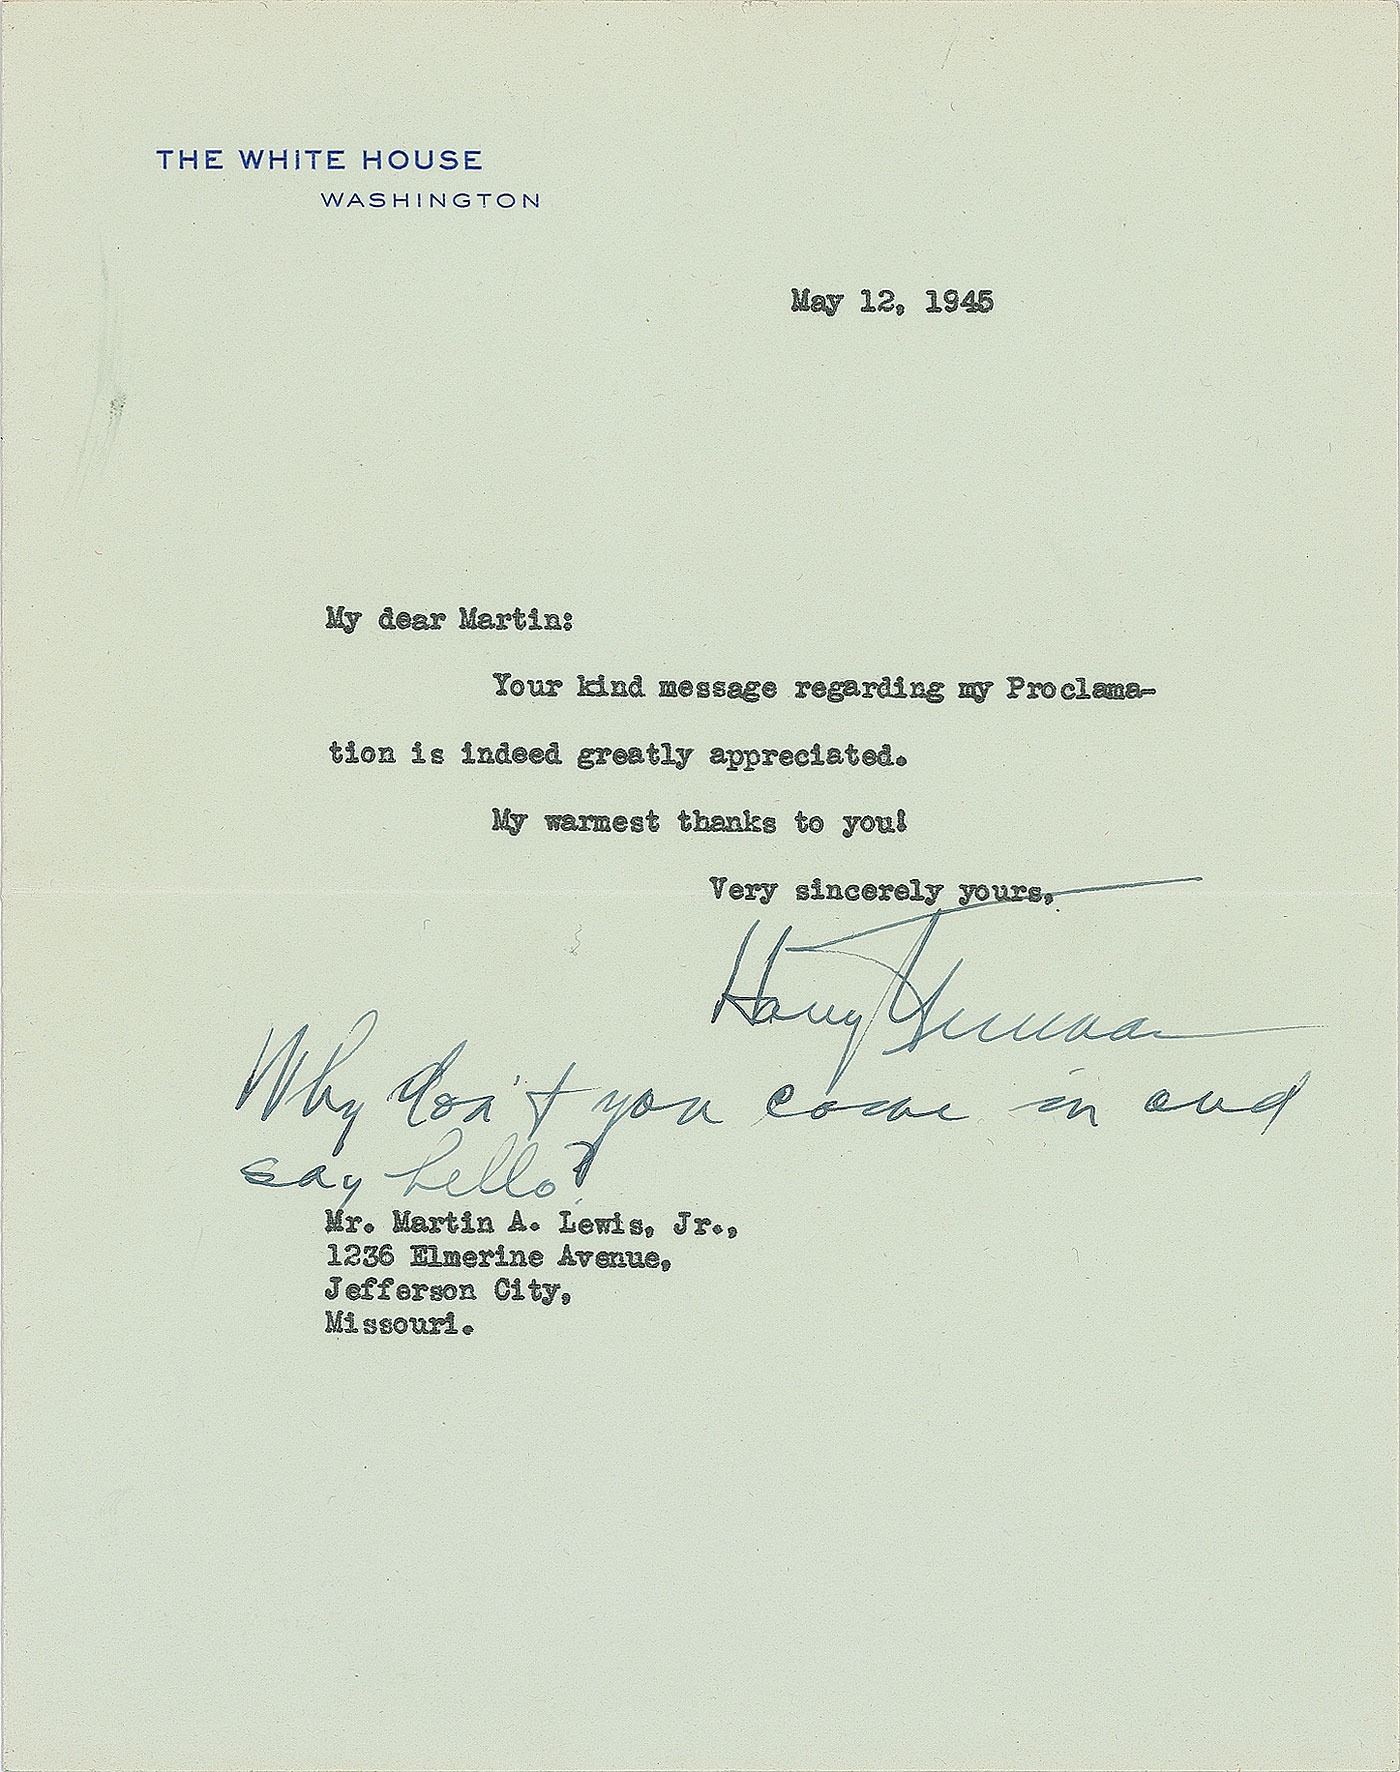 THE WHITE HOUSE
WASHINGTON
May 12, 1945
My dear Martin:
Your kind message regarding my Proclama-
tion is indeed greatly appreciated.
My warmest thanks to you!
Very sincerely yours,
Harry Truman
Why don't you come in and
say hello?
Mr. Martin A. Lewis, Jr.,
1236 Elmerine Avenue,
Jefferson City,
Missouri.